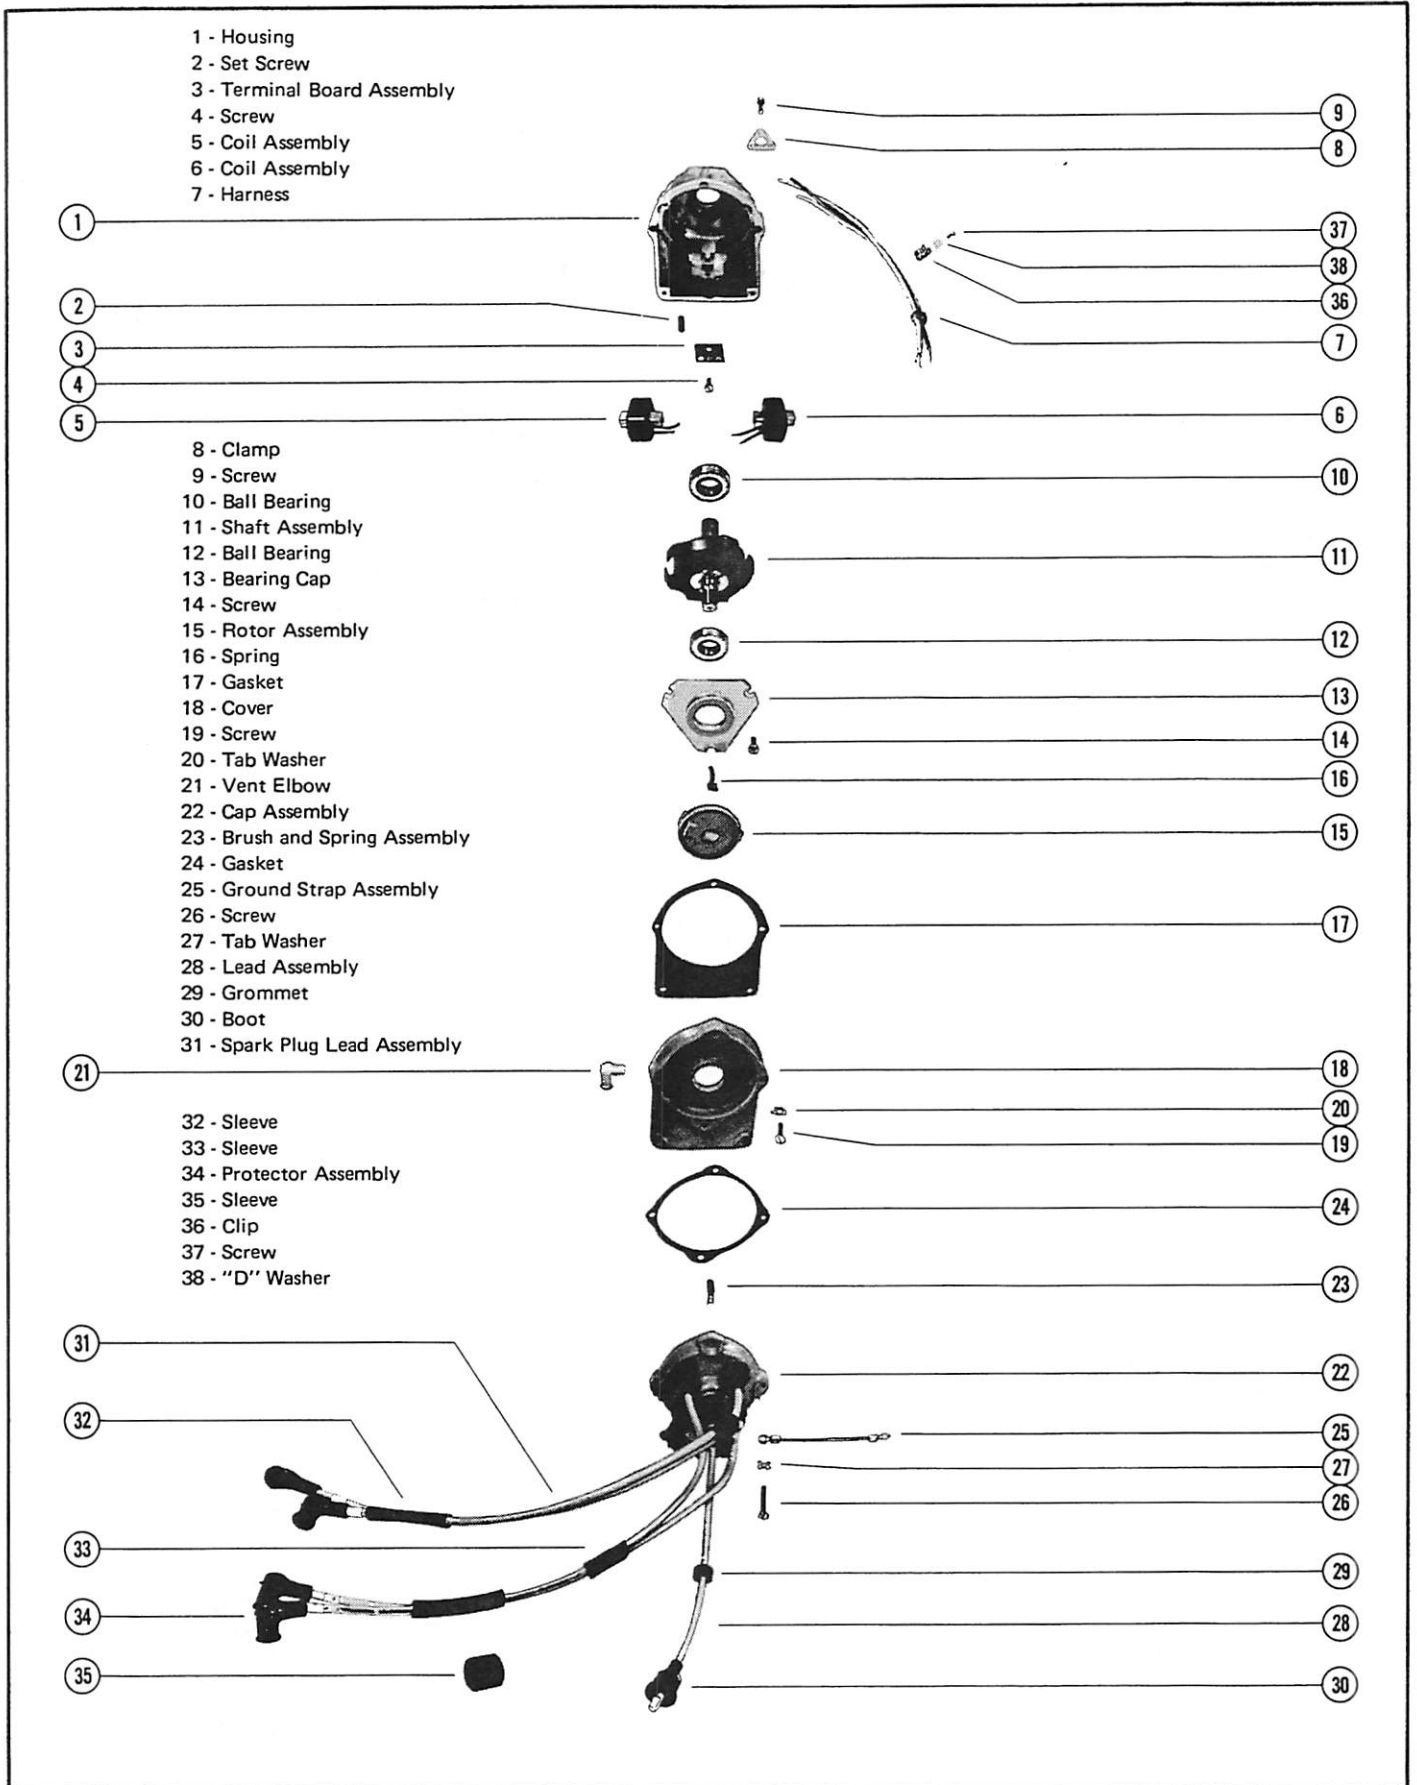 1 - Housing
2 - Set Screw
3 - Terminal Board Assembly
4 - Screw
5 - Coil Assembly
6 - Coil Assembly
7 - Harness
9
8
1
37
38
36
2
7
3
4
5
6
8 - Clamp
9 - Screw
10 - Ball Bearing
11 - Shaft Assembly
12 - Ball Bearing
13 - Bearing Cap
14 - Screw
15 - Rotor Assembly
16 - Spring
17 - Gasket
18 - Cover
19 - Screw
20 - Tab Washer
21 - Vent Elbow
22 - Cap Assembly
23 - Brush and Spring Assembly
24 - Gasket
25 - Ground Strap Assembly
26 - Screw
27 - Tab Washer
28 - Lead Assembly
29 - Grommet
30 - Boot
31 - Spark Plug Lead Assembly
10
11
12
13
14
16
15
17
21
18
20
19
32 - Sleeve
33 - Sleeve
34 - Protector Assembly
35 - Sleeve
36 - Clip
37 - Screw
38 - "D" Washer
24
23
31
22
32
25
27
26
33
29
34
28
35
30